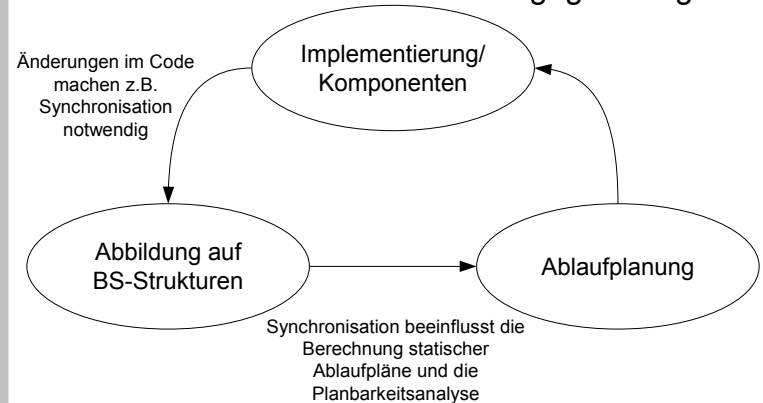 Implementierung/
Komponenten
Änderungen im Code
machen z.B.
Synchronisation
notwendig
Abbildung auf
BS-Strukturen
Ablaufplanung
Synchronisation beeinflusst die
Berechnung statischer
Ablaufpläne und die
Planbarkeitsanalyse